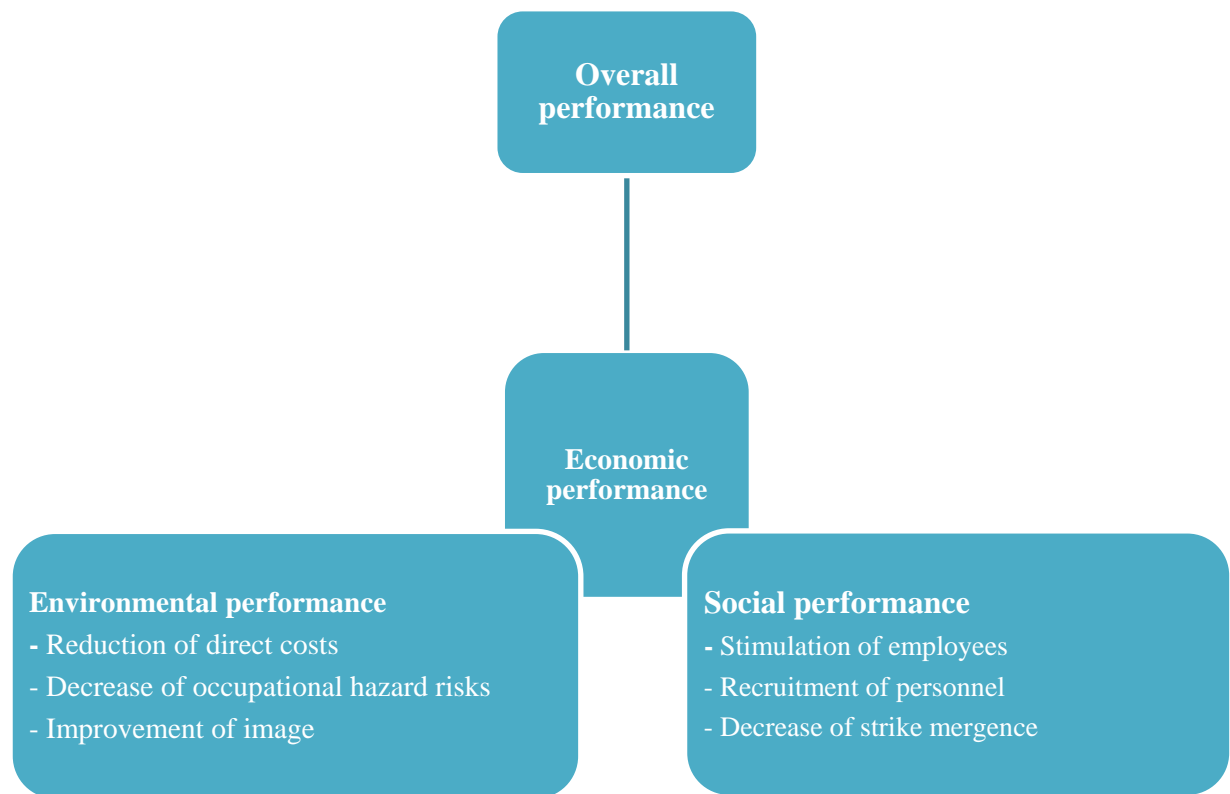 Overall
performance
Economic
performance
Environmental performance
- Reduction of direct costs
- Decrease of occupational hazard risks
- Improvement of image
Social performance
- Stimulation of employees
- Recruitment of personnel
- Decrease of strike mergence